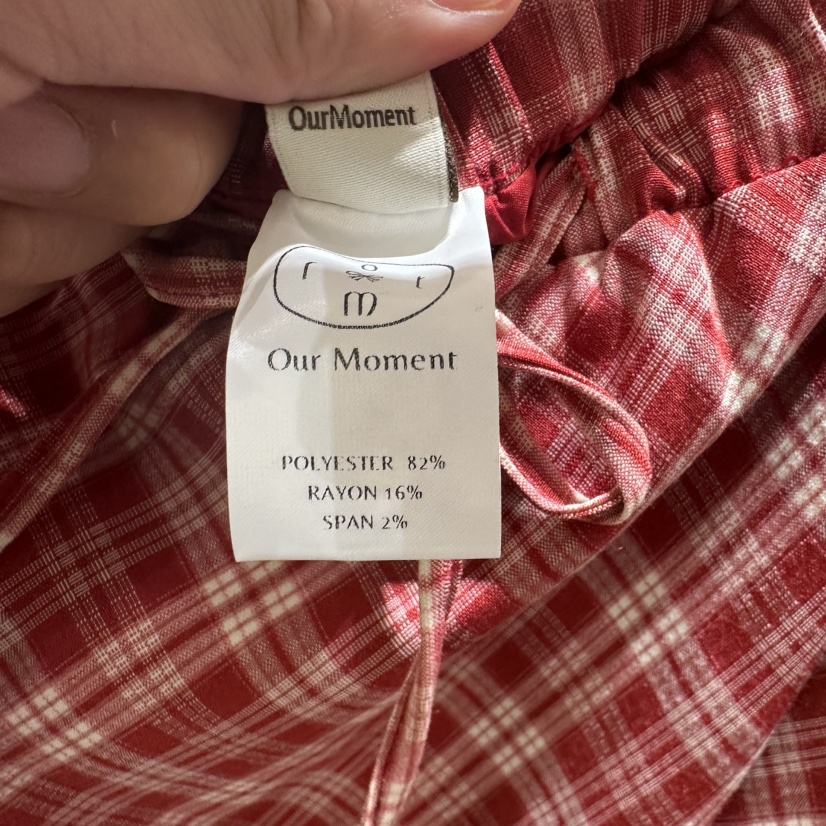 OurMoment
r o r
m
Our Moment
POLYESTER 82%
RAYON 16%
SPAN 2%